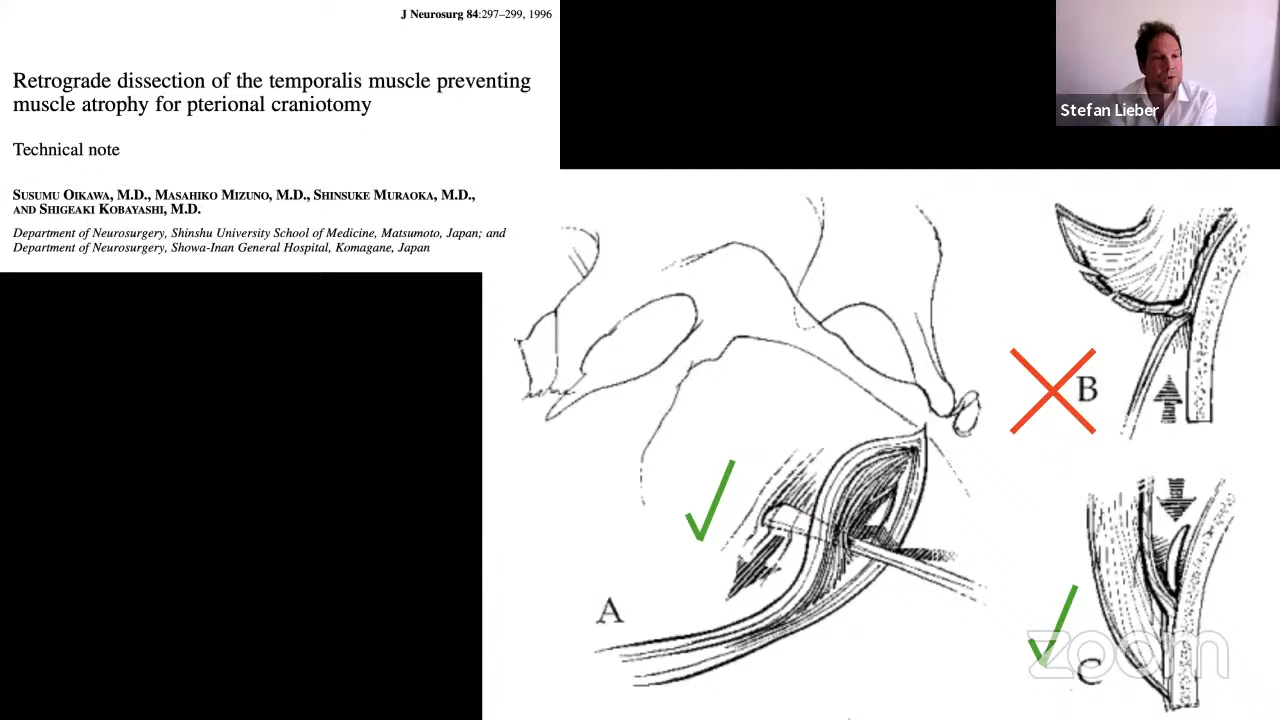 J Neurosurg 84:297–299, 1996
Retrograde dissection of the temporalis muscle preventing
muscle atrophy for pterional craniotomy
Technical note
SUSUMU OIKAWA, M.D., MASAHIKO MIZUNO, M.D., SHINSUKE MURAOKA, M.D.,
AND SHIGEAKI KOBAYASHI, M.D.
Department of Neurosurgery, Shinshu University School of Medicine, Matsumoto, Japan; and
Department of Neurosurgery, Showa-Inan General Hospital, Komagane, Japan
Stefan Lieber
B
A
C
zoom